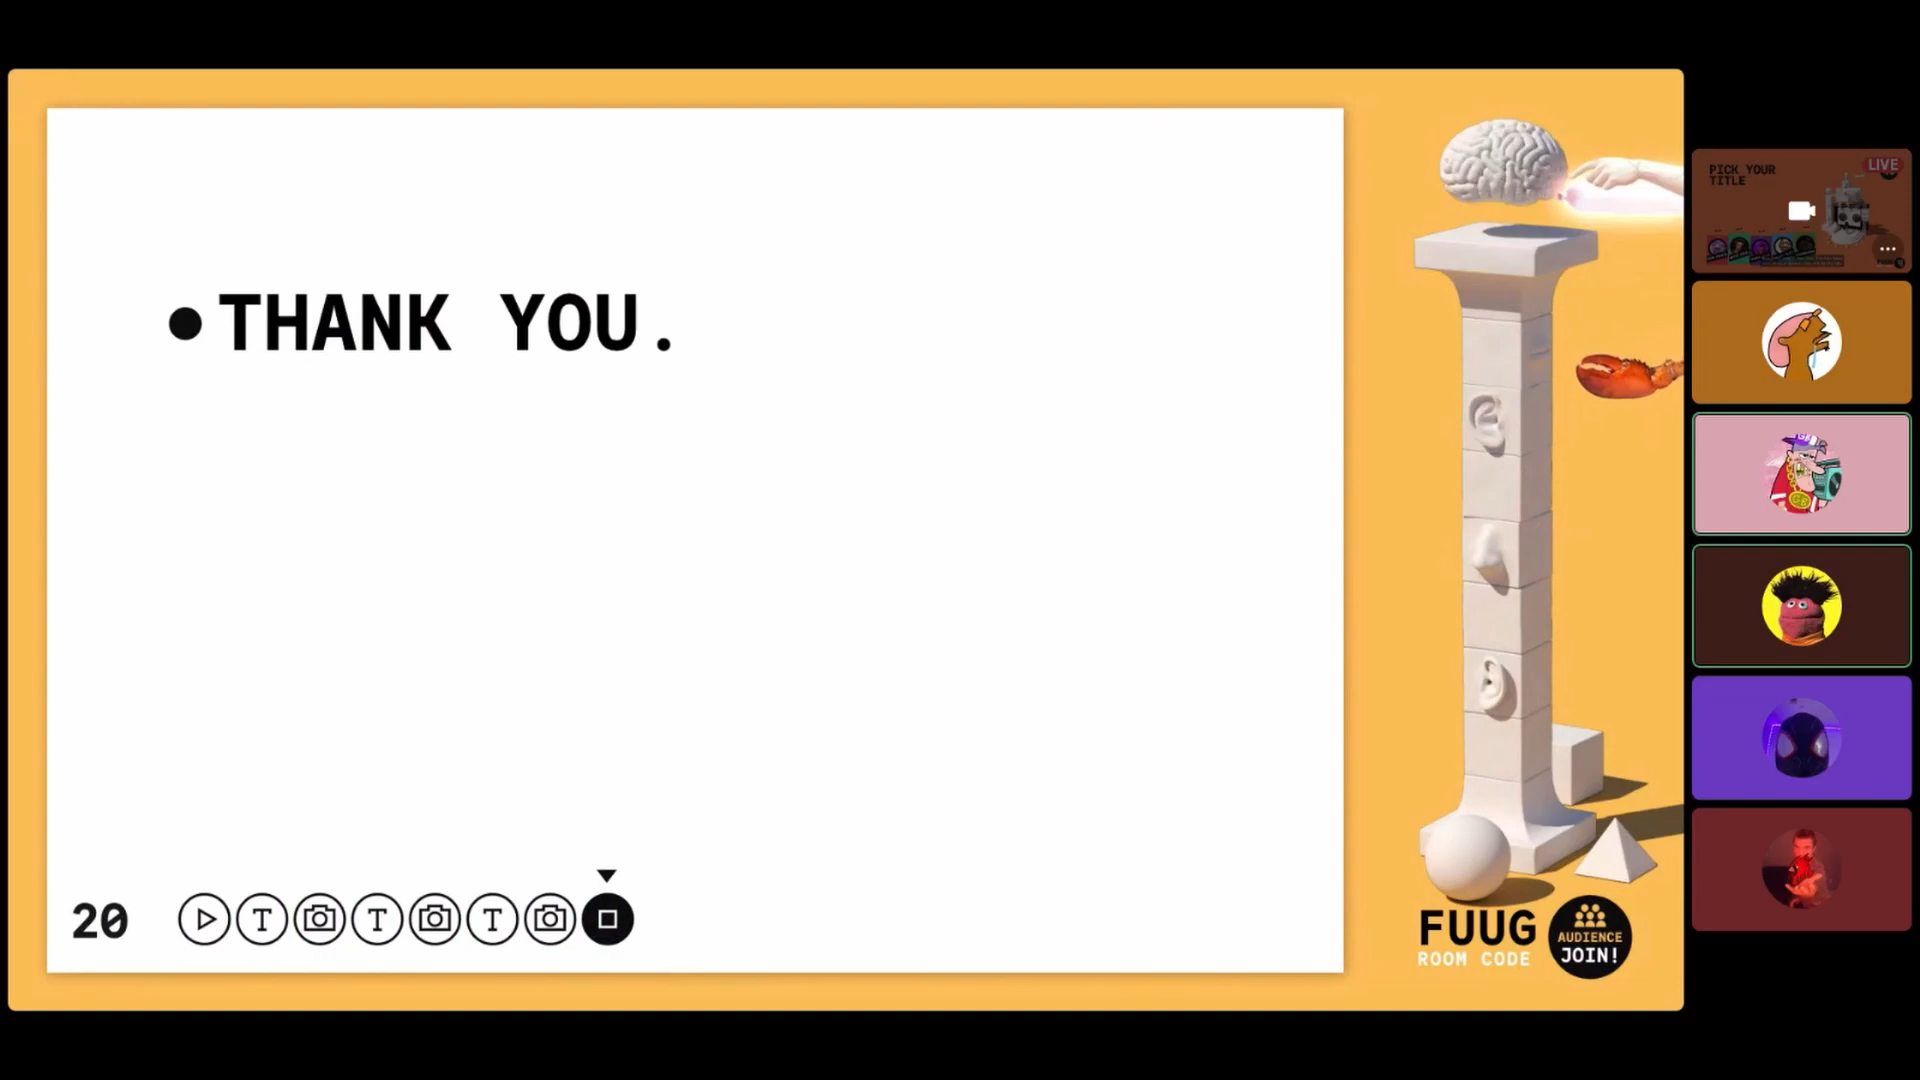 ● THANK YOU.
20
T
T
T
FUUG
ROOM CODE
AUDIENCE
JOIN!
PICK YOUR
TITLE
LIVE